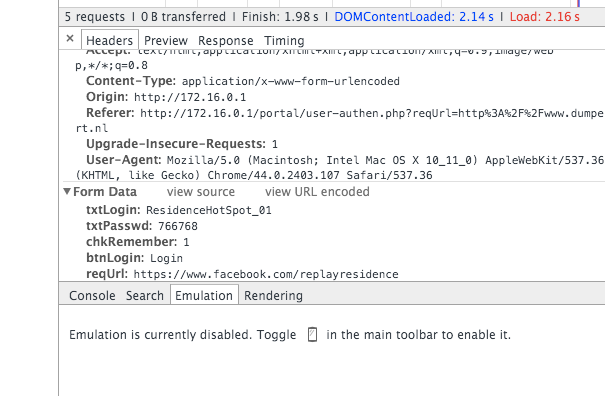 5 requests | 0 B transferred | Finish: 1.98 s | DOMContentLoaded: 2.14 s | Load: 2.16 s
× Headers Preview Response Timing
Accept: text/html,application/xhtml+xml,application/xml;q=0.9,image/web
p,*/*;q=0.8
Content-Type: application/x-www-form-urlencoded
Origin: http://172.16.0.1
Referer: http://172.16.0.1/portal/user-authen.php?reqUrl=http%3A%2F%2Fwww.dumpe
rt.nl
Upgrade-Insecure-Requests: 1
User-Agent: Mozilla/5.0 (Macintosh; Intel Mac OS X 10_11_0) AppleWebKit/537.36
(KHTML, like Gecko) Chrome/44.0.2403.107 Safari/537.36
▼Form Data view source view URL encoded
txtLogin: ResidenceHotSpot_01
txtPasswd: 766768
chkRemember: 1
btnLogin: Login
reqUrl: https://www.facebook.com/replayresidence
Console Search Emulation Rendering
Emulation is currently disabled. Toggle in the main toolbar to enable it.